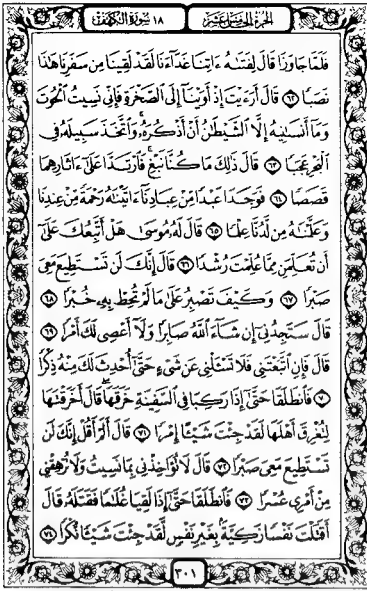 الجزء الخامس عشر
١٨ سورة الكهف
فَلَمَّا جَاوَزَا قَالَ لِفَتَىٰهُ ءَاتِنَا غَدَآءَنَا لَقَدْ لَقِينَا مِن سَفَرِنَا هَٰذَا
نَصَبًا ۝٦٢ قَالَ أَرَءَيْتَ إِذْ أَوَيْنَآ إِلَى ٱلصَّخْرَةِ فَإِنِّى نَسِيتُ ٱلْحُوتَ
وَمَآ أَنسَىٰنِيهُ إِلَّا ٱلشَّيْطَٰنُ أَنْ أَذْكُرَهُۥ وَٱتَّخَذَ سَبِيلَهُۥ فِى
ٱلْبَحْرِ عَجَبًا ۝٦٣ قَالَ ذَٰلِكَ مَا كُنَّا نَبْغِ فَٱرْتَدَّا عَلَىٰٓ ءَاثَارِهِمَا
قَصَصًا ۝٦٤ فَوَجَدَا عَبْدًا مِّنْ عِبَادِنَآ ءَاتَيْنَٰهُ رَحْمَةً مِّنْ عِندِنَا
وَعَلَّمْنَٰهُ مِن لَّدُنَّا عِلْمًا ۝٦٥ قَالَ لَهُۥ مُوسَىٰ هَلْ أَتَّبِعُكَ عَلَىٰٓ
أَن تُعَلِّمَنِ مِمَّا عُلِّمْتَ رُشْدًا ۝٦٦ قَالَ إِنَّكَ لَن تَسْتَطِيعَ مَعِىَ
صَبْرًا ۝٦٧ وَكَيْفَ تَصْبِرُ عَلَىٰ مَا لَمْ تُحِطْ بِهِۦ خُبْرًا ۝٦٨
قَالَ سَتَجِدُنِىٓ إِن شَآءَ ٱللَّهُ صَابِرًا وَلَآ أَعْصِى لَكَ أَمْرًا ۝٦٩
قَالَ فَإِنِ ٱتَّبَعْتَنِى فَلَا تَسْـَٔلْنِى عَن شَىْءٍ حَتَّىٰٓ أُحْدِثَ لَكَ مِنْهُ ذِكْرًا
۝٧٠ فَٱنطَلَقَا حَتَّىٰٓ إِذَا رَكِبَا فِى ٱلسَّفِينَةِ خَرَقَهَا قَالَ أَخَرَقْتَهَا
لِتُغْرِقَ أَهْلَهَا لَقَدْ جِئْتَ شَيْـًٔا إِمْرًا ۝٧١ قَالَ أَلَمْ أَقُلْ إِنَّكَ لَن
تَسْتَطِيعَ مَعِىَ صَبْرًا ۝٧٢ قَالَ لَا تُؤَاخِذْنِى بِمَا نَسِيتُ وَلَا تُرْهِقْنِى
مِنْ أَمْرِى عُسْرًا ۝٧٣ فَٱنطَلَقَا حَتَّىٰٓ إِذَا لَقِيَا غُلَٰمًا فَقَتَلَهُۥ قَالَ
أَقَتَلْتَ نَفْسًا زَكِيَّةًۢ بِغَيْرِ نَفْسٍ لَّقَدْ جِئْتَ شَيْـًٔا نُّكْرًا ۝٧٤
٣٠١